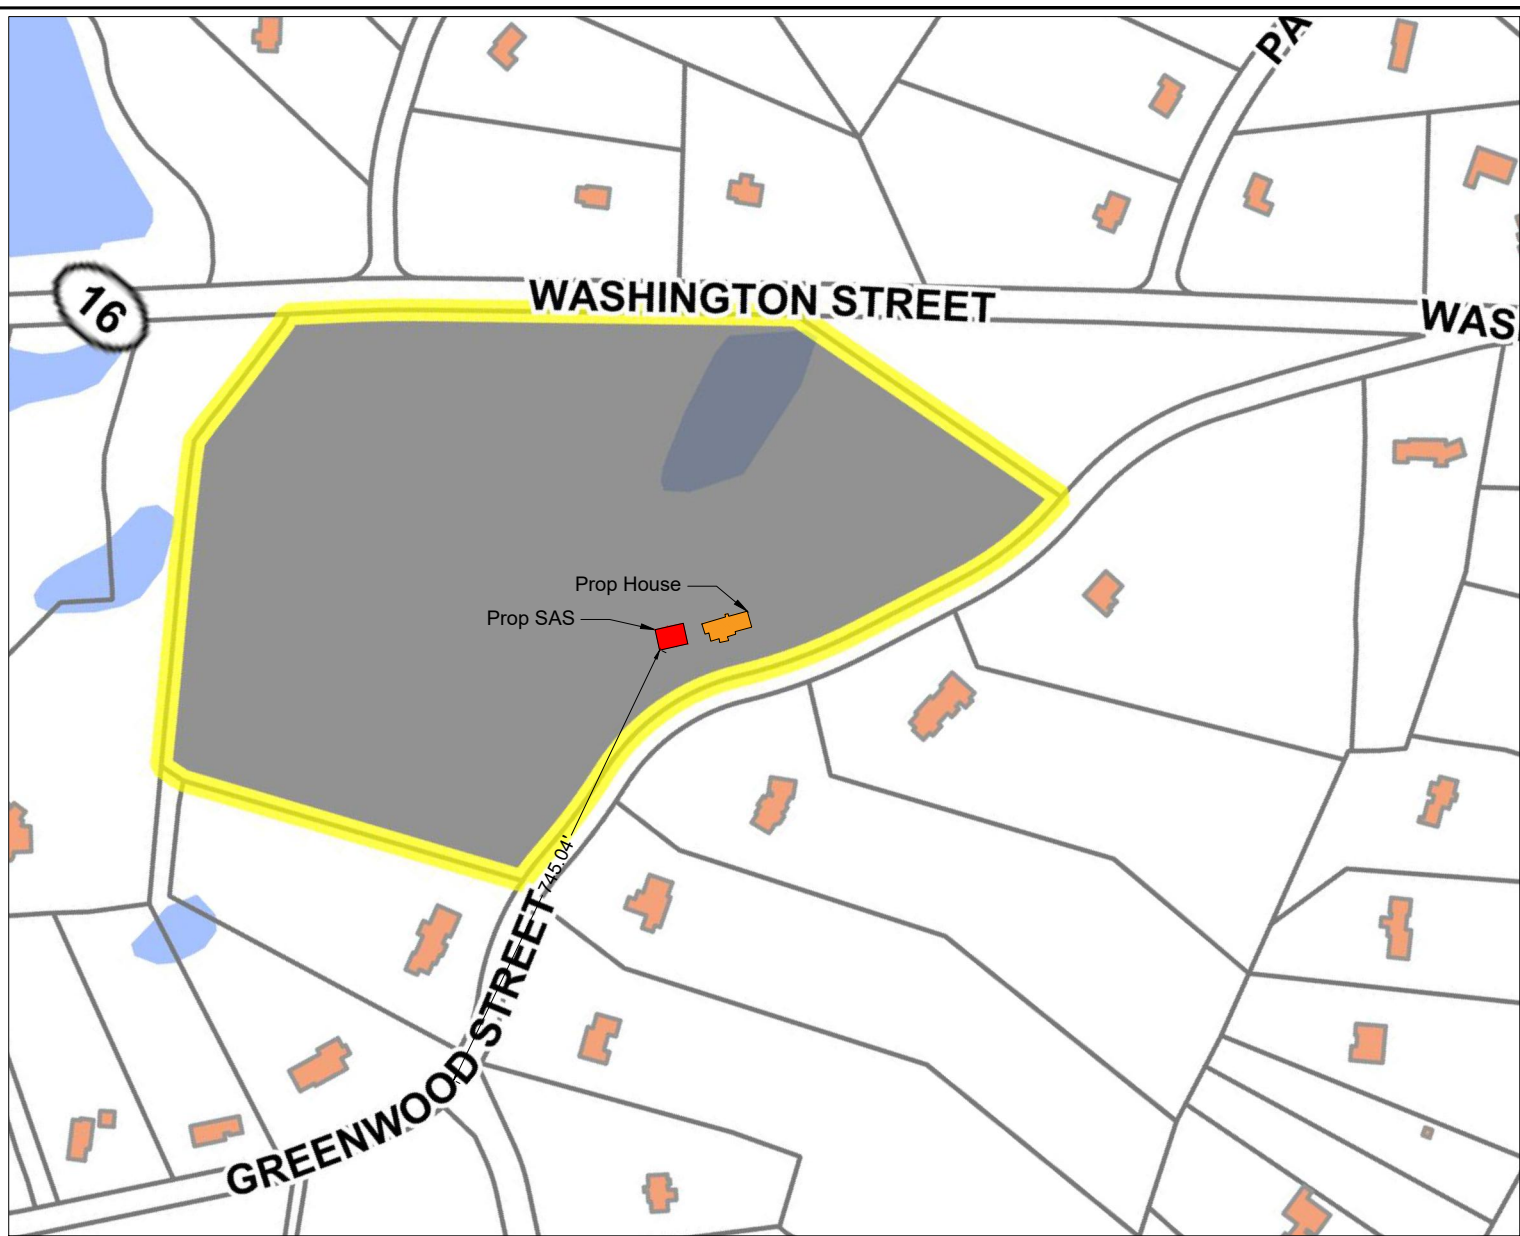 PA
16
WASHINGTON STREET
WAS
Prop House
Prop SAS
745.04'
GREENWOOD STREET